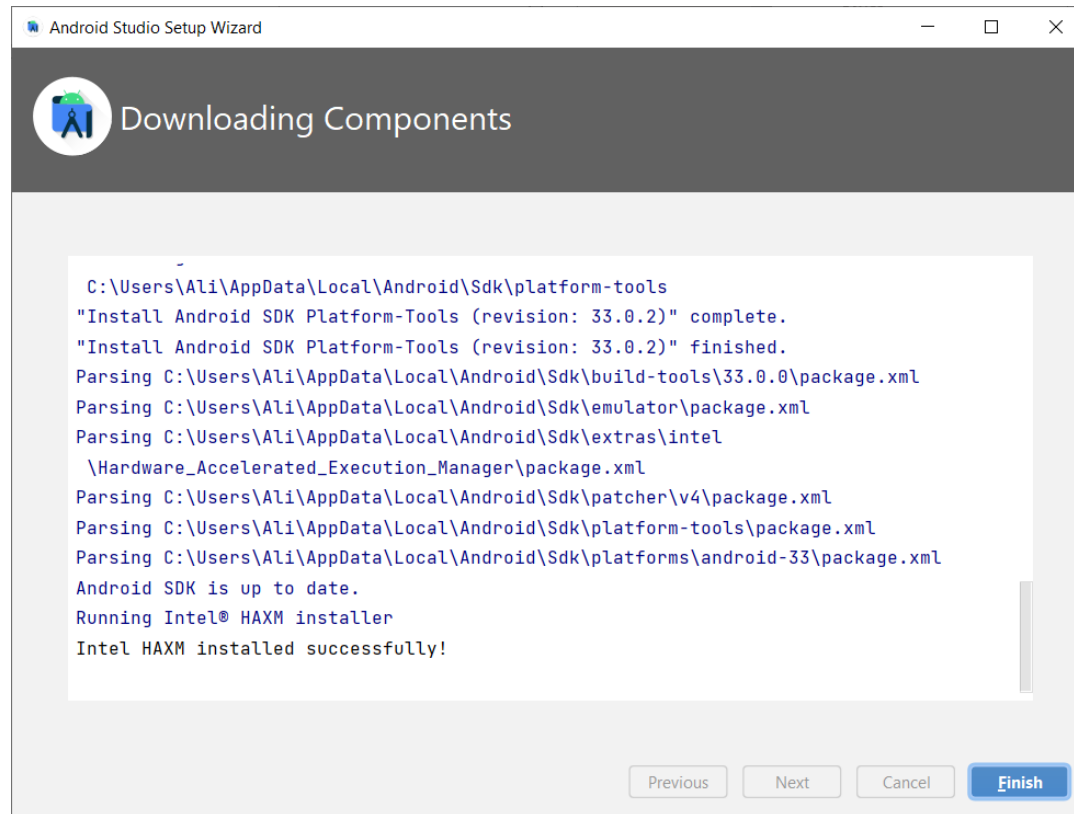 Android Studio Setup Wizard
Downloading Components
C:\Users\Ali\AppData\Local\Android\Sdk\platform-tools
"Install Android SDK Platform-Tools (revision: 33.0.2)" complete.
"Install Android SDK Platform-Tools (revision: 33.0.2)" finished.
Parsing C:\Users\Ali\AppData\Local\Android\Sdk\build-tools\33.0.0\package.xml
Parsing C:\Users\Ali\AppData\Local\Android\Sdk\emulator\package.xml
Parsing C:\Users\Ali\AppData\Local\Android\Sdk\extras\intel
\Hardware_Accelerated_Execution_Manager\package.xml
Parsing C:\Users\Ali\AppData\Local\Android\Sdk\patcher\v4\package.xml
Parsing C:\Users\Ali\AppData\Local\Android\Sdk\platform-tools\package.xml
Parsing C:\Users\Ali\AppData\Local\Android\Sdk\platforms\android-33\package.xml
Android SDK is up to date.
Running Intel® HAXM installer
Intel HAXM installed successfully!
Previous Next Cancel Finish